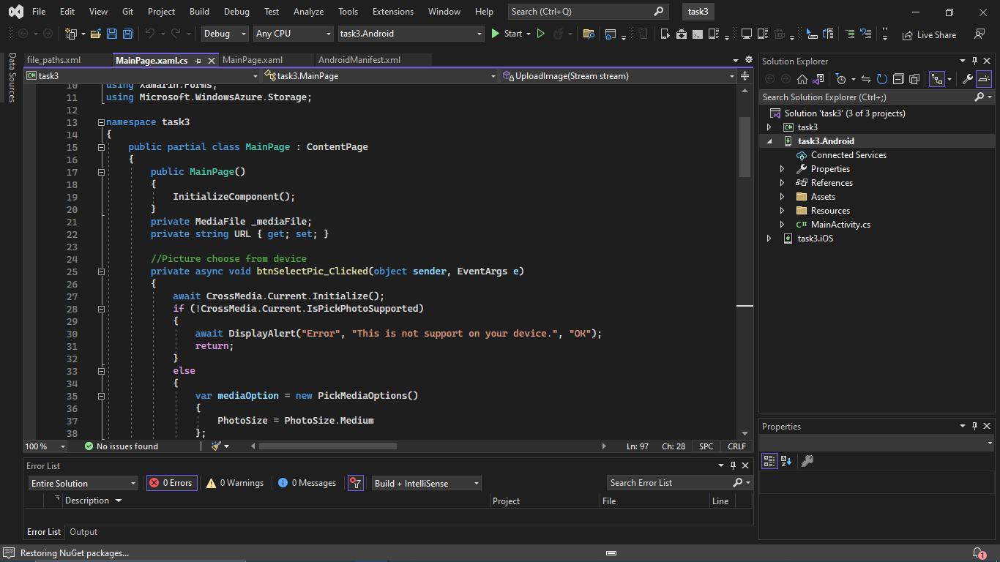 File Edit View Git Project Build Debug Test Analyze Tools Extensions Window Help Search (Ctrl+Q) task3
Debug Any CPU task3.Android Start Live Share
Data Sources
file_paths.xml MainPage.xaml.cs MainPage.xaml AndroidManifest.xml
C# task3 task3.MainPage UploadImage(Stream stream)
10 using Xamarin.Forms;
11 using Microsoft.WindowsAzure.Storage;
12
13 namespace task3
14 {
15 public partial class MainPage : ContentPage
16 {
17 public MainPage()
18 {
19 InitializeComponent();
20 }
21 private MediaFile _mediaFile;
22 private string URL { get; set; }
23
24 //Picture choose from device
25 private async void btnSelectPic_Clicked(object sender, EventArgs e)
26 {
27 await CrossMedia.Current.Initialize();
28 if (!CrossMedia.Current.IsPickPhotoSupported)
29 {
30 await DisplayAlert("Error", "This is not support on your device.", "OK");
31 return;
32 }
33 else
34 {
35 var mediaOption = new PickMediaOptions()
36 {
37 PhotoSize = PhotoSize.Medium
38 };
100 % No issues found Ln: 97 Ch: 28 SPC CRLF
Error List
Entire Solution 0 Errors 0 Warnings 0 Messages Build + IntelliSense Search Error List
Description Project File Line
Error List Output
Solution Explorer
Search Solution Explorer (Ctrl+;)
Solution 'task3' (3 of 3 projects)
C# task3
task3.Android
Connected Services
Properties
References
Assets
Resources
C# MainActivity.cs
task3.iOS
Properties
Restoring NuGet packages... 1